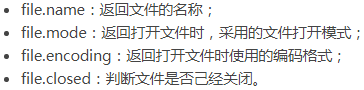 • file.name：返回文件的名称；
• file.mode：返回打开文件时，采用的文件打开模式；
• file.encoding：返回打开文件时使用的编码格式；
• file.closed：判断文件是否己经关闭。